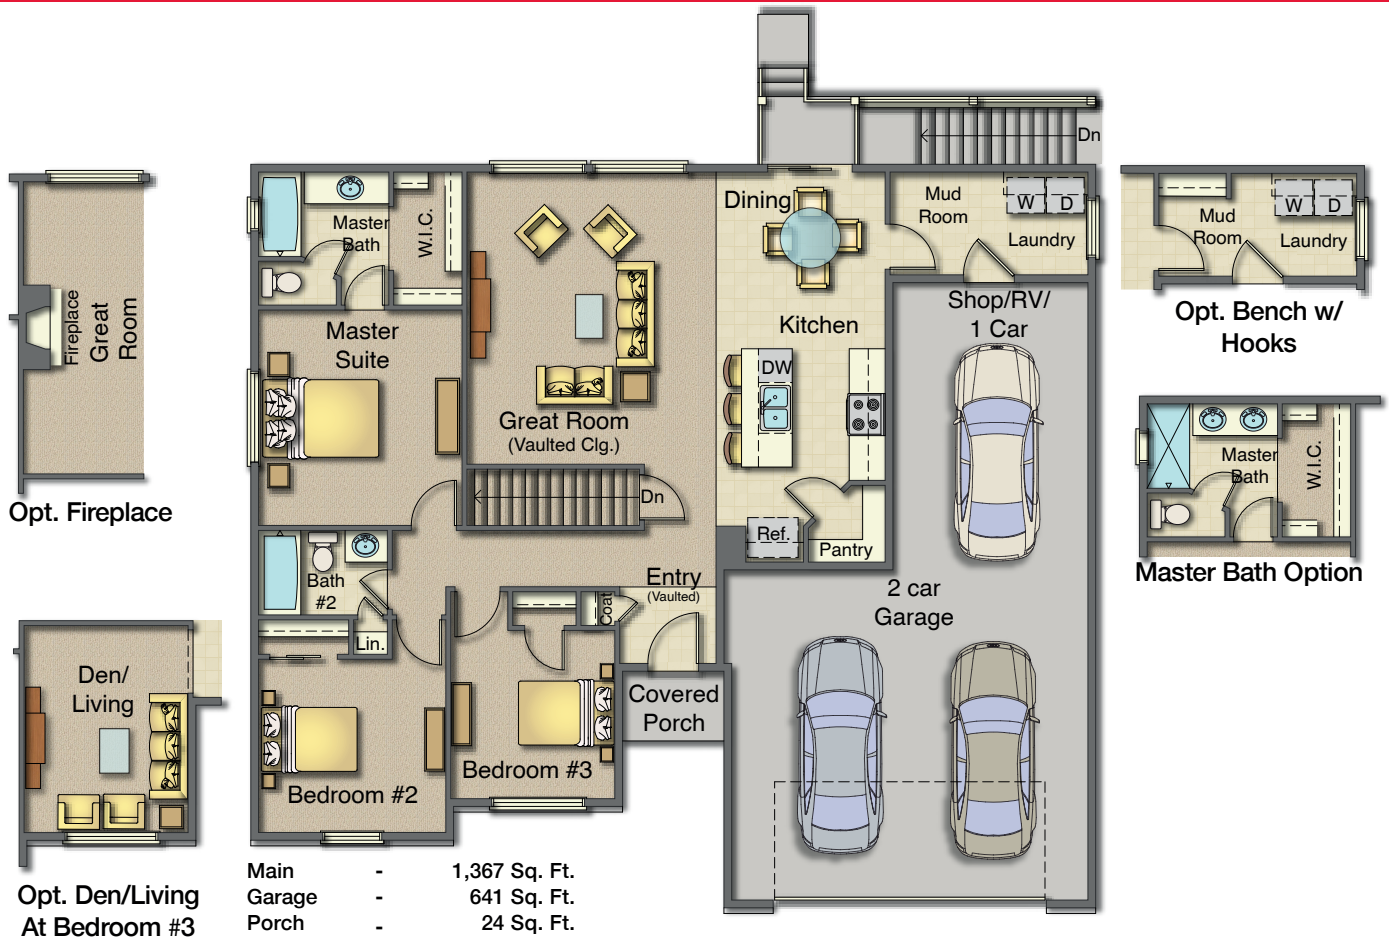 Dn
Dining
Mud
Room
W D
Laundry
Master
Bath
W.I.C.
Master
Suite
Great Room
(Vaulted Clg.)
Kitchen
DW
Shop/RV/
1 Car
Dn
Ref.
Pantry
Bath
#2
Lin.
Entry
(Vaulted)
Coat
2 car
Garage
Covered
Porch
Bedroom #2
Bedroom #3
Fireplace
Great
Room
Opt. Fireplace
Den/
Living
Opt. Den/Living
At Bedroom #3
Mud
Room
W D
Laundry
Opt. Bench w/
Hooks
Master
Bath
W.I.C.
Master Bath Option
Main - 1,367 Sq. Ft.
Garage - 641 Sq. Ft.
Porch - 24 Sq. Ft.